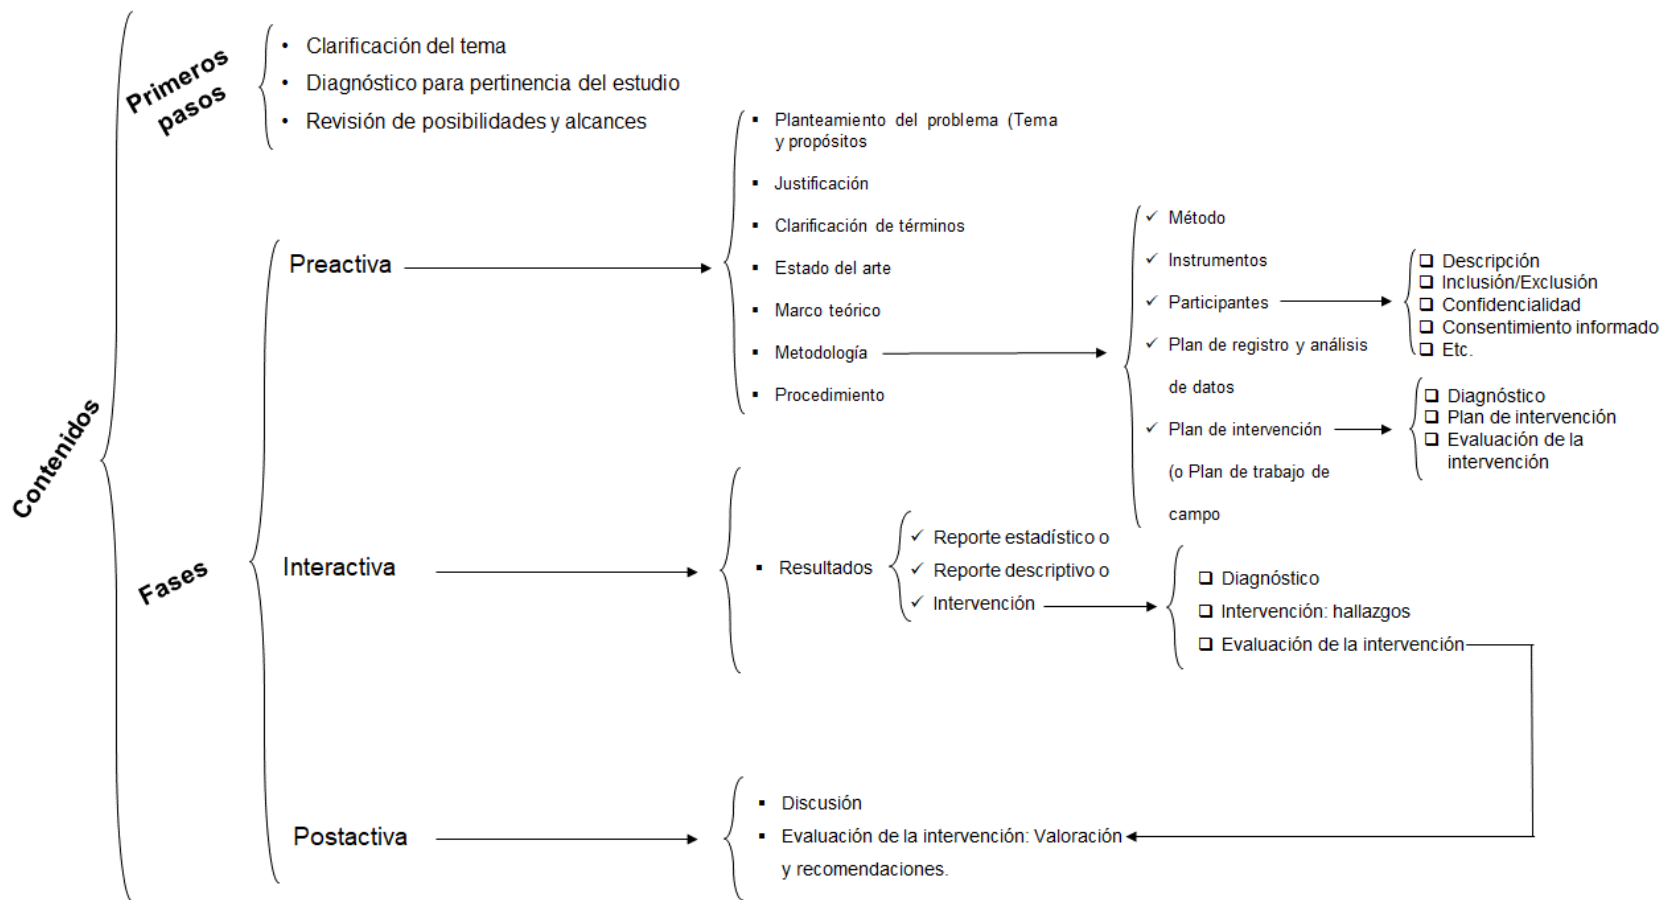 Contenidos
Primeros
pasos
• Clarificación del tema
• Diagnóstico para pertinencia del estudio
• Revisión de posibilidades y alcances
Fases
Preactiva
▪ Planteamiento del problema (Tema
y propósitos
▪ Justificación
▪ Clarificación de términos
▪ Estado del arte
▪ Marco teórico
▪ Metodología
▪ Procedimiento
✓ Método
✓ Instrumentos
✓ Participantes
✓ Plan de registro y análisis
de datos
✓ Plan de intervención
(o Plan de trabajo de
campo
❑ Descripción
❑ Inclusión/Exclusión
❑ Confidencialidad
❑ Consentimiento informado
❑ Etc.
❑ Diagnóstico
❑ Plan de intervención
❑ Evaluación de la
intervención
Interactiva
▪ Resultados
✓ Reporte estadístico o
✓ Reporte descriptivo o
✓ Intervención
❑ Diagnóstico
❑ Intervención: hallazgos
❑ Evaluación de la intervención
Postactiva
▪ Discusión
▪ Evaluación de la intervención: Valoración
y recomendaciones.